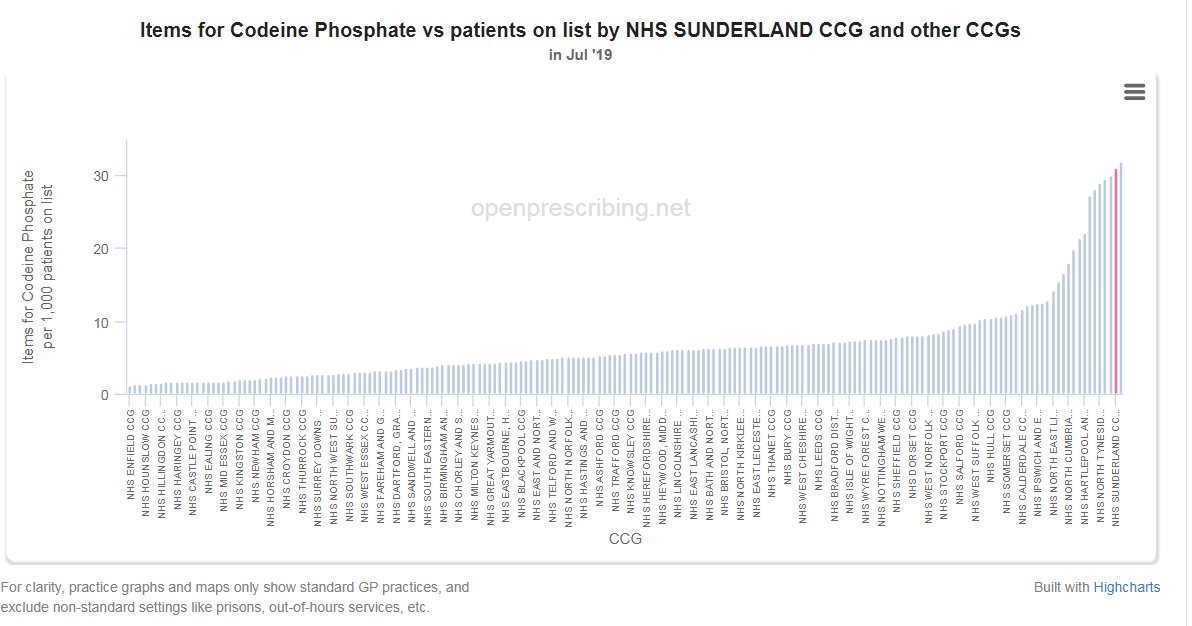 Items for Codeine Phosphate vs patients on list by NHS SUNDERLAND CCG and other CCGs
in Jul '19
Items for Codeine Phosphate
per 1,000 patients on list
30
20
10
0
openprescribing.net
NHS ENFIELD CCG
NHS HOUNSLOW CCG
NHS HILLINGDON CC...
NHS HARINGEY CCG
NHS CASTLE POINT ...
NHS EALING CCG
NHS MID ESSEX CCG
NHS KINGSTON CCG
NHS NEWHAM CCG
NHS HORSHAM AND M...
NHS CROYDON CCG
NHS THURROCK CCG
NHS SURREY DOWNS ...
NHS NORTH WEST SU...
NHS SOUTHWARK CCG
NHS WEST ESSEX CC...
NHS FAREHAM AND G...
NHS DARTFORD, GRA...
NHS SANDWELL AND ...
NHS SOUTH EASTERN...
NHS BIRMINGHAM AN...
NHS CHORLEY AND S...
NHS MILTON KEYNES...
NHS GREAT YARMOUT...
NHS EASTBOURNE, H...
NHS BLACKPOOL CCG
NHS EAST AND NORT...
NHS TELFORD AND W...
NHS NORTH NORFOLK...
NHS HASTINGS AND ...
NHS ASHFORD CCG
NHS TRAFFORD CCG
NHS KNOWSLEY CCG
NHS HEREFORDSHIRE...
NHS HEYWOOD, MIDD...
NHS LINCOLNSHIRE ...
NHS EAST LANCASHI...
NHS BATH AND NORT...
NHS BRISTOL, NORT...
NHS NORTH KIRKLEE...
NHS EAST LEICESTE...
NHS THANET CCG
NHS BURY CCG
NHS WEST CHESHIRE...
NHS LEEDS CCG
NHS BRADFORD DIST...
NHS ISLE OF WIGHT...
NHS WYRE FOREST C...
NHS NOTTINGHAM WE...
NHS SHEFFIELD CCG
NHS DORSET CCG
NHS WEST NORFOLK ...
NHS STOCKPORT CCG
NHS SALFORD CCG
NHS WEST SUFFOLK ...
NHS HULL CCG
NHS SOMERSET CCG
NHS CALDERDALE CC...
NHS IPSWICH AND E...
NHS NORTH EAST LI...
NHS NORTH CUMBRIA...
NHS HARTLEPOOL AN...
NHS NORTH TYNESID...
NHS SUNDERLAND CC...
CCG
For clarity, practice graphs and maps only show standard GP practices, and
exclude non-standard settings like prisons, out-of-hours services, etc.
Built with Highcharts